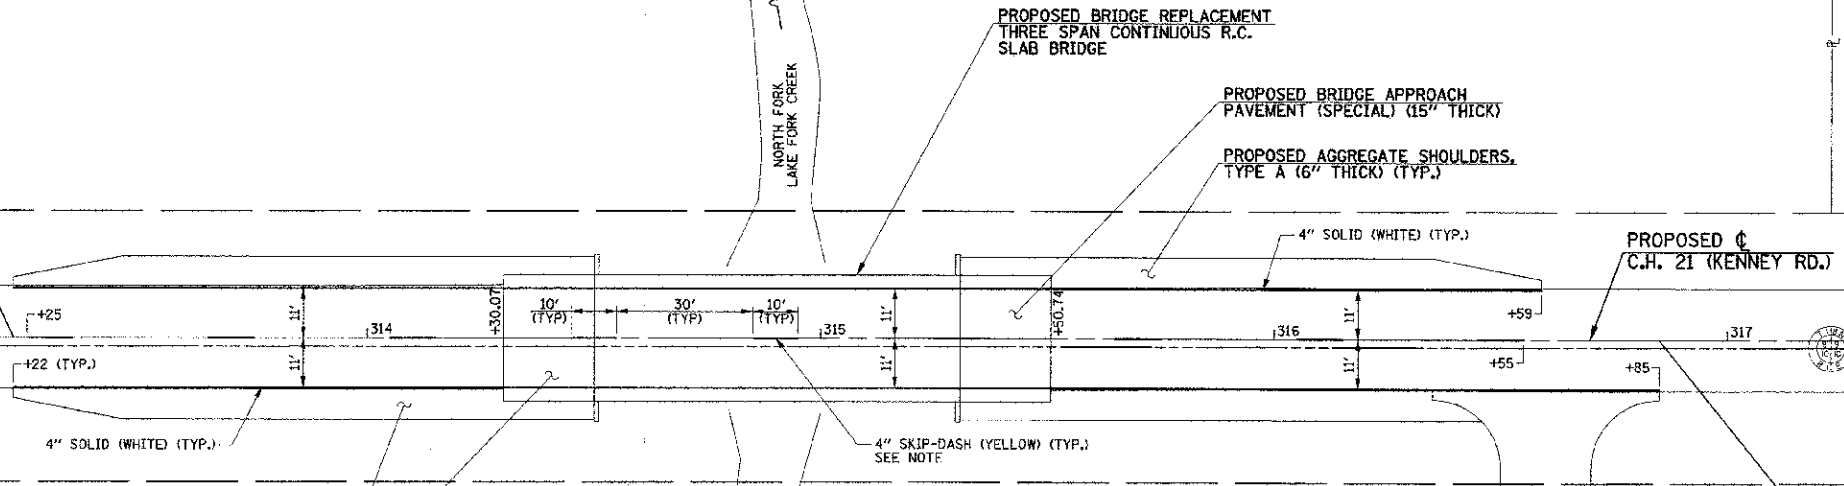 PROPOSED BRIDGE REPLACEMENT
THREE SPAN CONTINUOUS R.C.
SLAB BRIDGE
NORTH FORK
LAKE FORK CREEK
PROPOSED BRIDGE APPROACH
PAVEMENT (SPECIAL) (15" THICK)
PROPOSED AGGREGATE SHOULDERS,
TYPE A (6" THICK) (TYP.)
4" SOLID (WHITE) (TYP.)
PROPOSED ℄
C.H. 21 (KENNEY RD.)
+25
11'
314
+30.07
10'
(TYP)
30'
(TYP)
10'
(TYP)
315
11'
+50.74
316
11'
+59
317
+22 (TYP.)
11'
11'
11'
+55
+85
4" SOLID (WHITE) (TYP.)
4" SKIP-DASH (YELLOW) (TYP.)
SEE NOTE